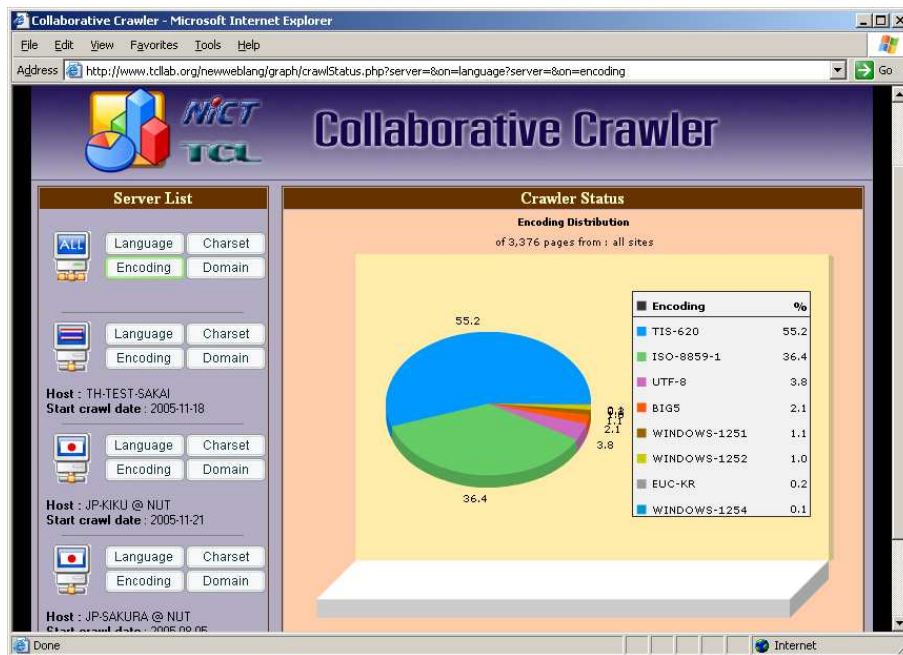 Collaborative Crawler - Microsoft Internet Explorer
File Edit View Favorites Tools Help
Address http://www.tcllab.org/newweblang/graph/crawlStatus.php?server=&on=language?server=&on=encoding Go
NiCT
TCL
Collaborative Crawler
Server List
ALL
Language Charset
Encoding Domain
Language Charset
Encoding Domain
Host : TH-TEST-SAKAI
Start crawl date : 2005-11-18
Language Charset
Encoding Domain
Host : JP-KIKU @ NUT
Start crawl date : 2005-11-21
Language Charset
Encoding Domain
Host : JP-SAKURA @ NUT
Start crawl date : 2005-08-05
Crawler Status
Encoding Distribution
of 3,376 pages from : all sites
55.2
2.1
3.8
36.4
Encoding %
TIS-620 55.2
ISO-8859-1 36.4
UTF-8 3.8
BIG5 2.1
WINDOWS-1251 1.1
WINDOWS-1252 1.0
EUC-KR 0.2
WINDOWS-1254 0.1
Done Internet